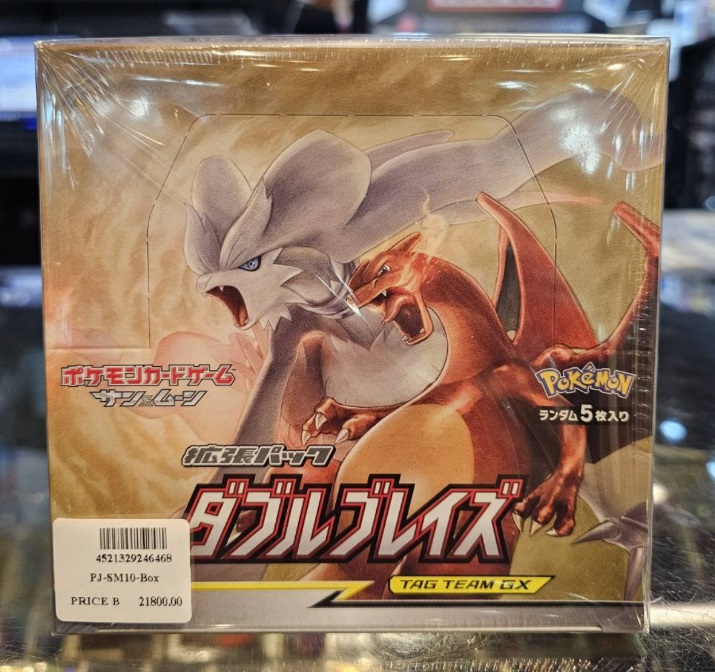 ポケモンカードゲーム
サン&ムーン
POKéMON
ランダム5枚入り
拡張パック
ダブルブレイズ
TAG TEAM GX
4521329246468
PJ-SM10-Box
PRICE B 21800.00